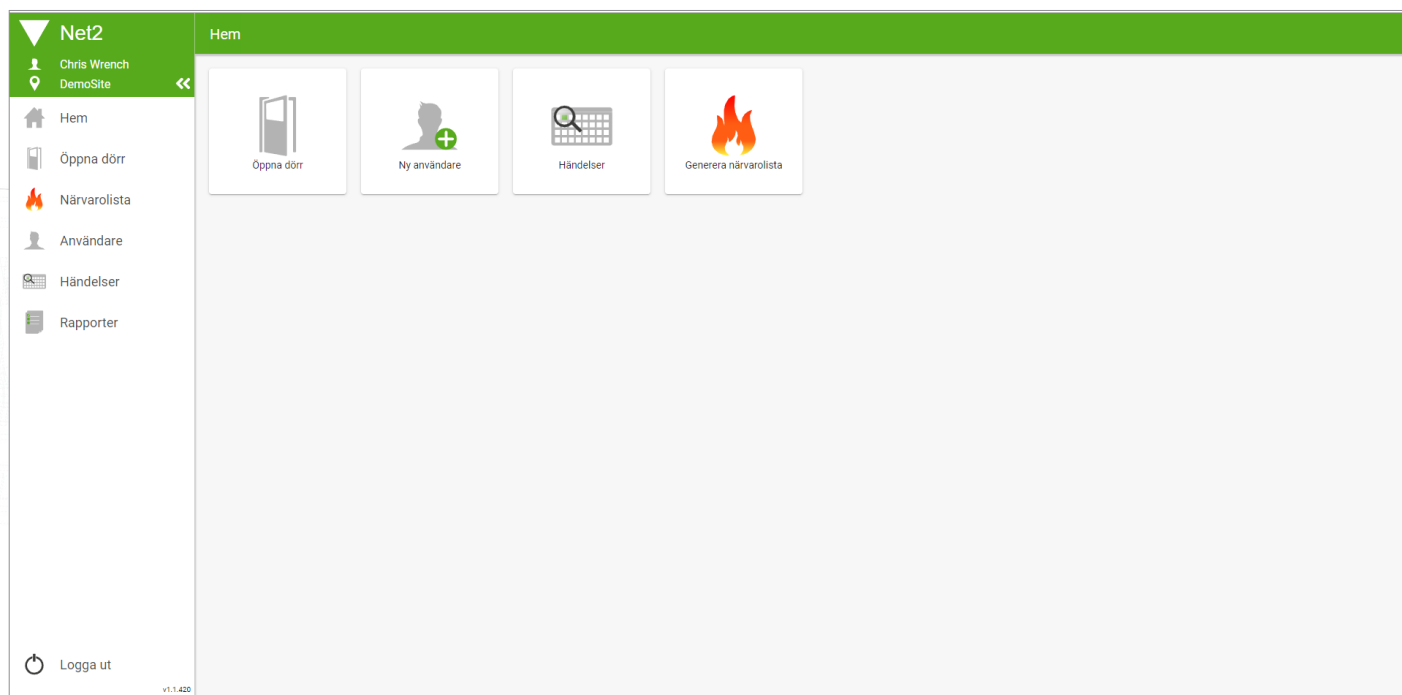 Net2
Chris Wrench
DemoSite
Hem
Öppna dörr
Närvarolista
Användare
Händelser
Rapporter
Logga ut
v1.1.420
Hem
Öppna dörr
Ny användare
Händelser
Generera närvarolista